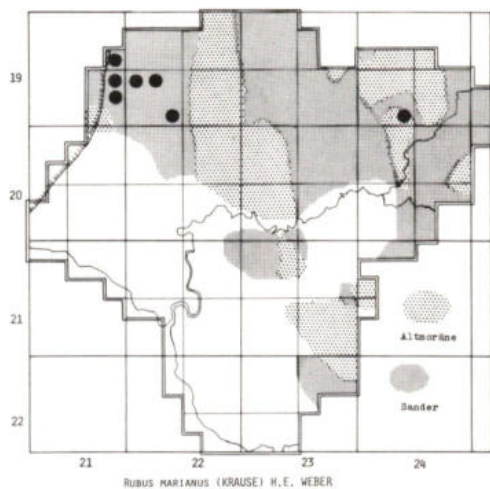 19
20
21
Altmoräne
Sander
22
21 22 23 24
RUBUS MARIANUS (KRAUSE) H.E. WEBER